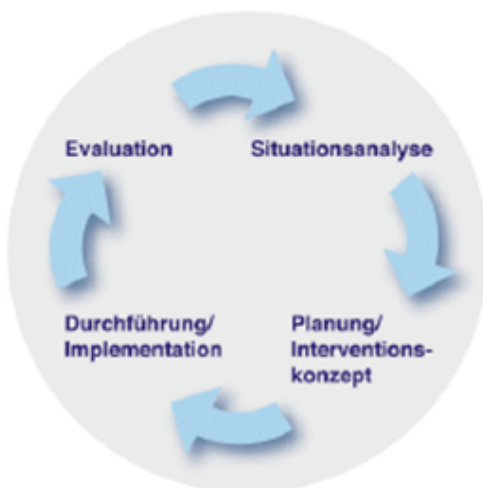 Evaluation
Situationsanalyse
Durchführung/
Implementation
Planung/
Interventions-
konzept